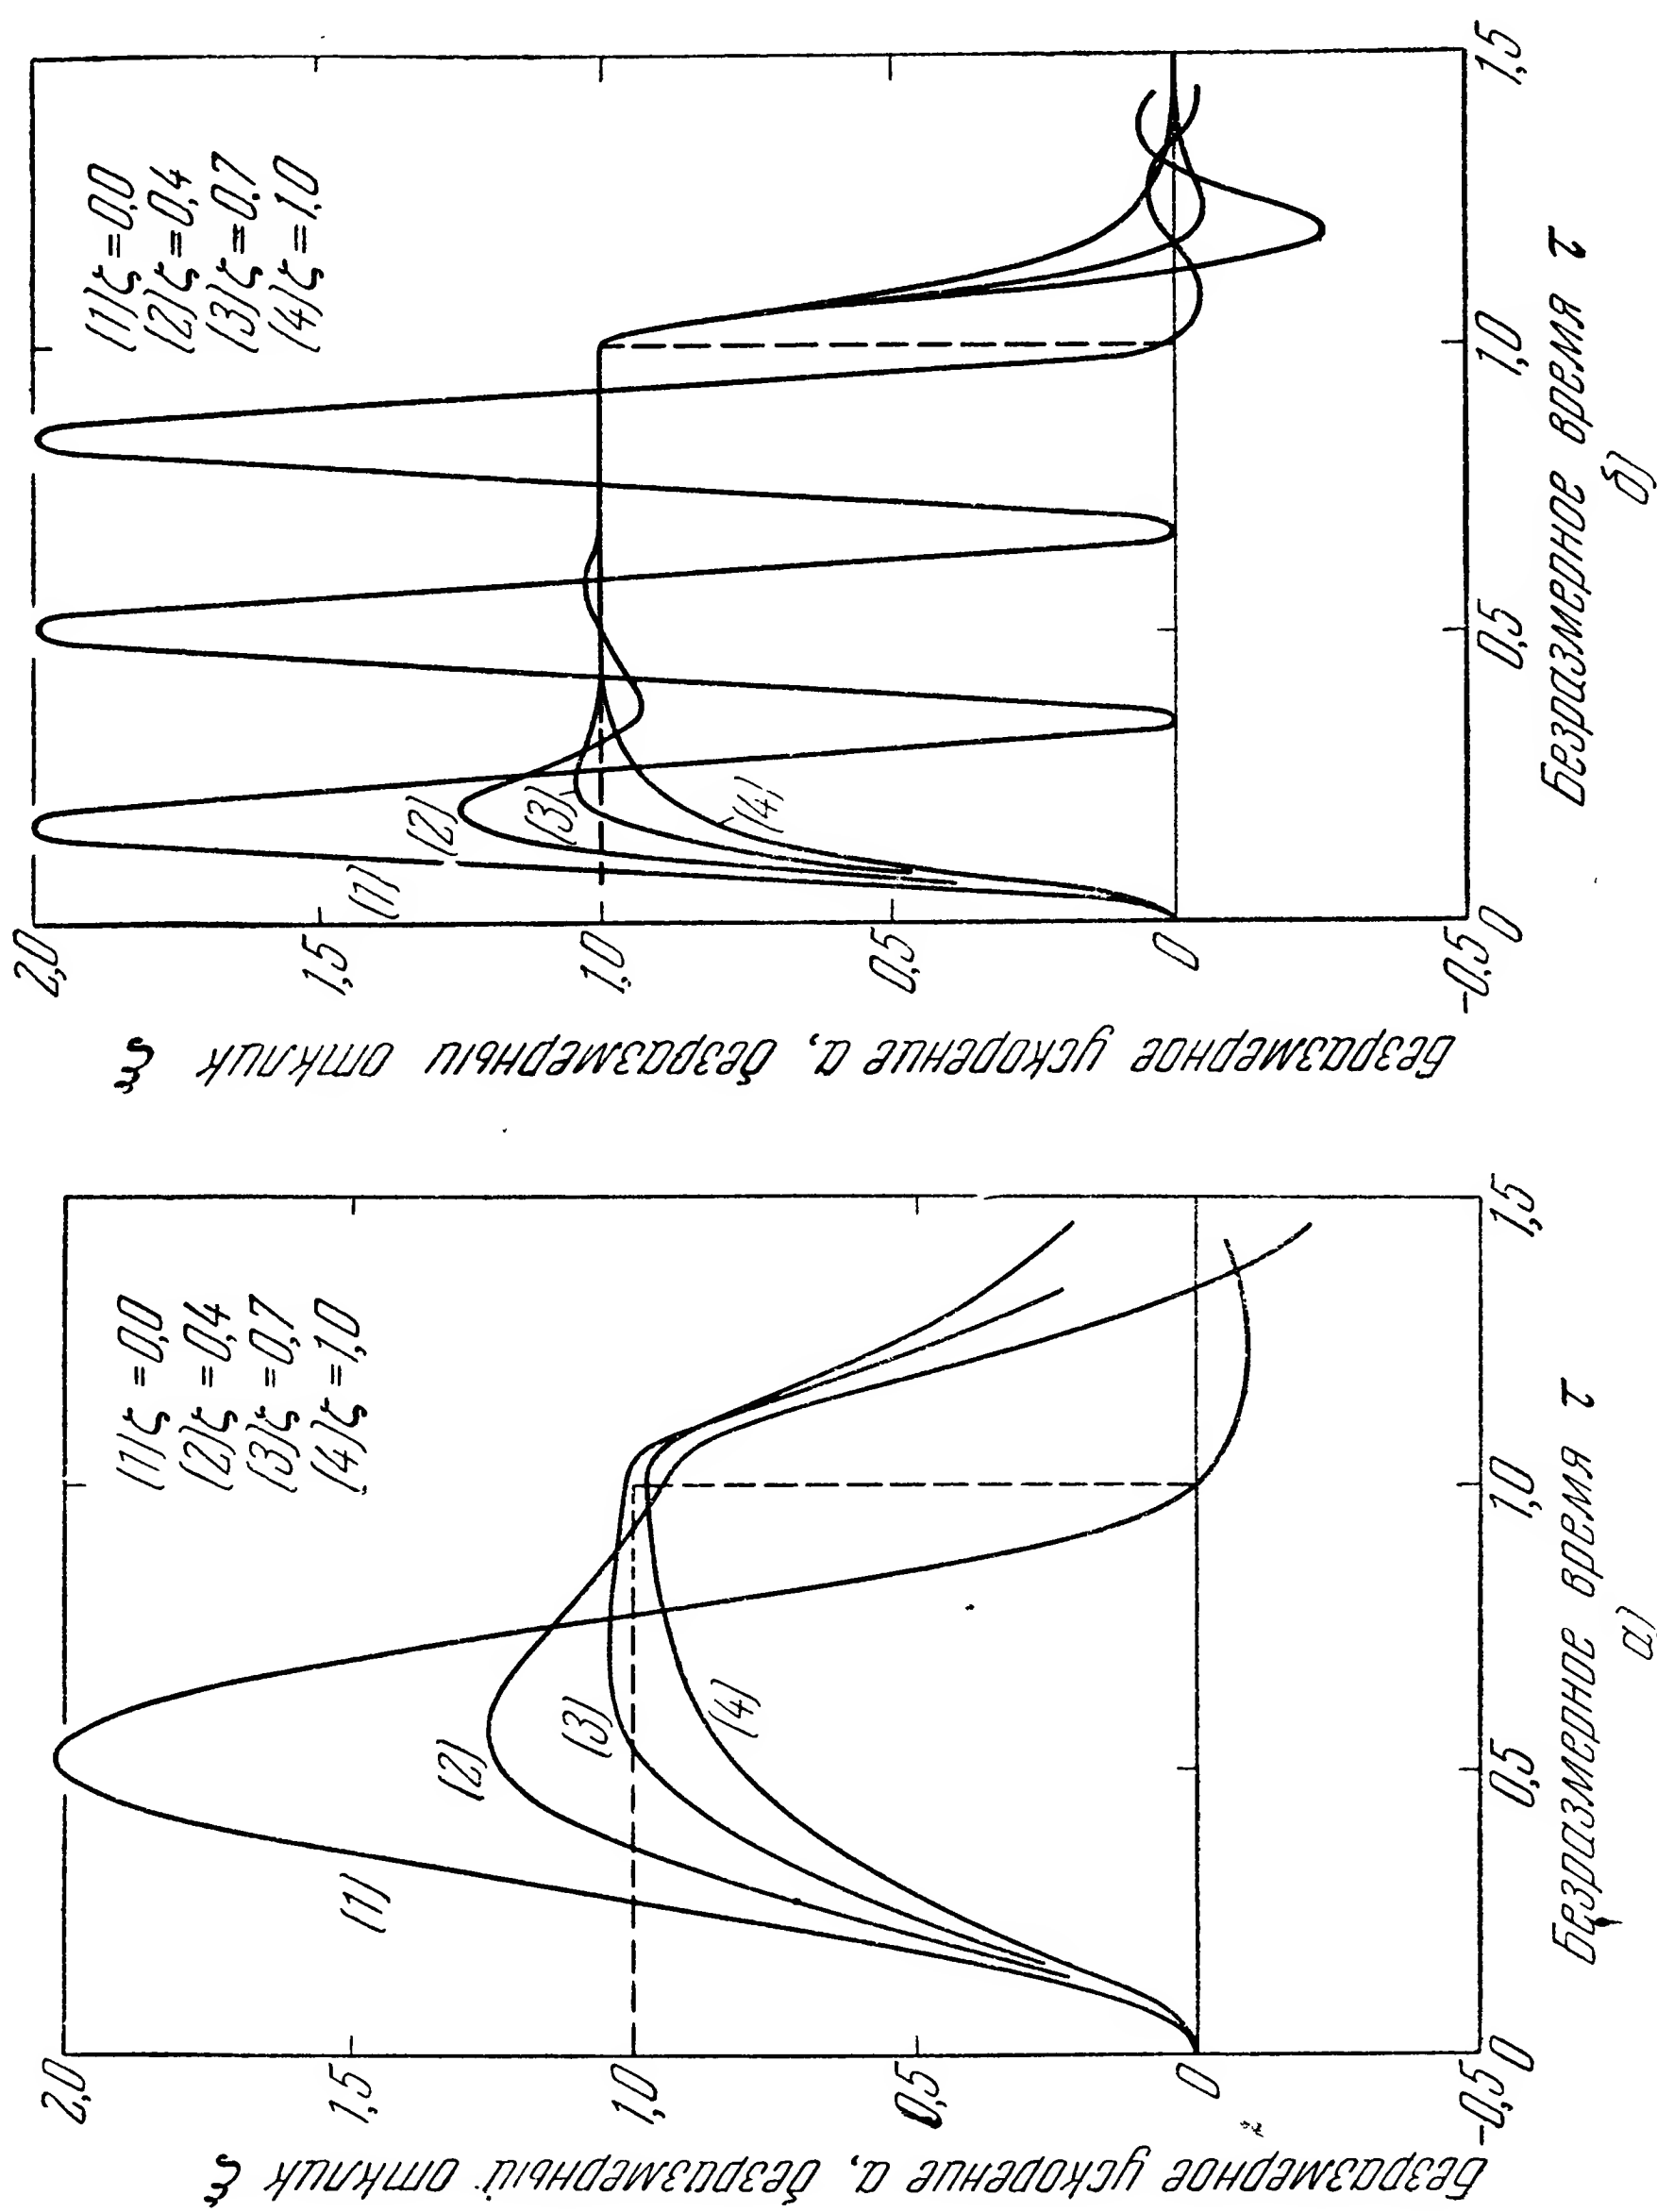 (1) ζ = 0,0
(2) ζ = 0,4
(3) ζ = 0,7
(4) ζ = 1,0
2,0
1,5
1,0
0,5
0
-0,5
(1)
(2)
(3)
(4)
0
0,5
1,0
1,5
Безразмерное ускорение α, безразмерный отклик ξ
Безразмерное время τ
а)
(1) ζ = 0,0
(2) ζ = 0,4
(3) ζ = 0,7
(4) ζ = 1,0
2,0
1,5
1,0
0,5
0
-0,5
(1)
(2)
(3)
(4)
0
0,5
1,0
1,5
Безразмерное ускорение α, безразмерный отклик ξ
Безразмерное время τ
б)